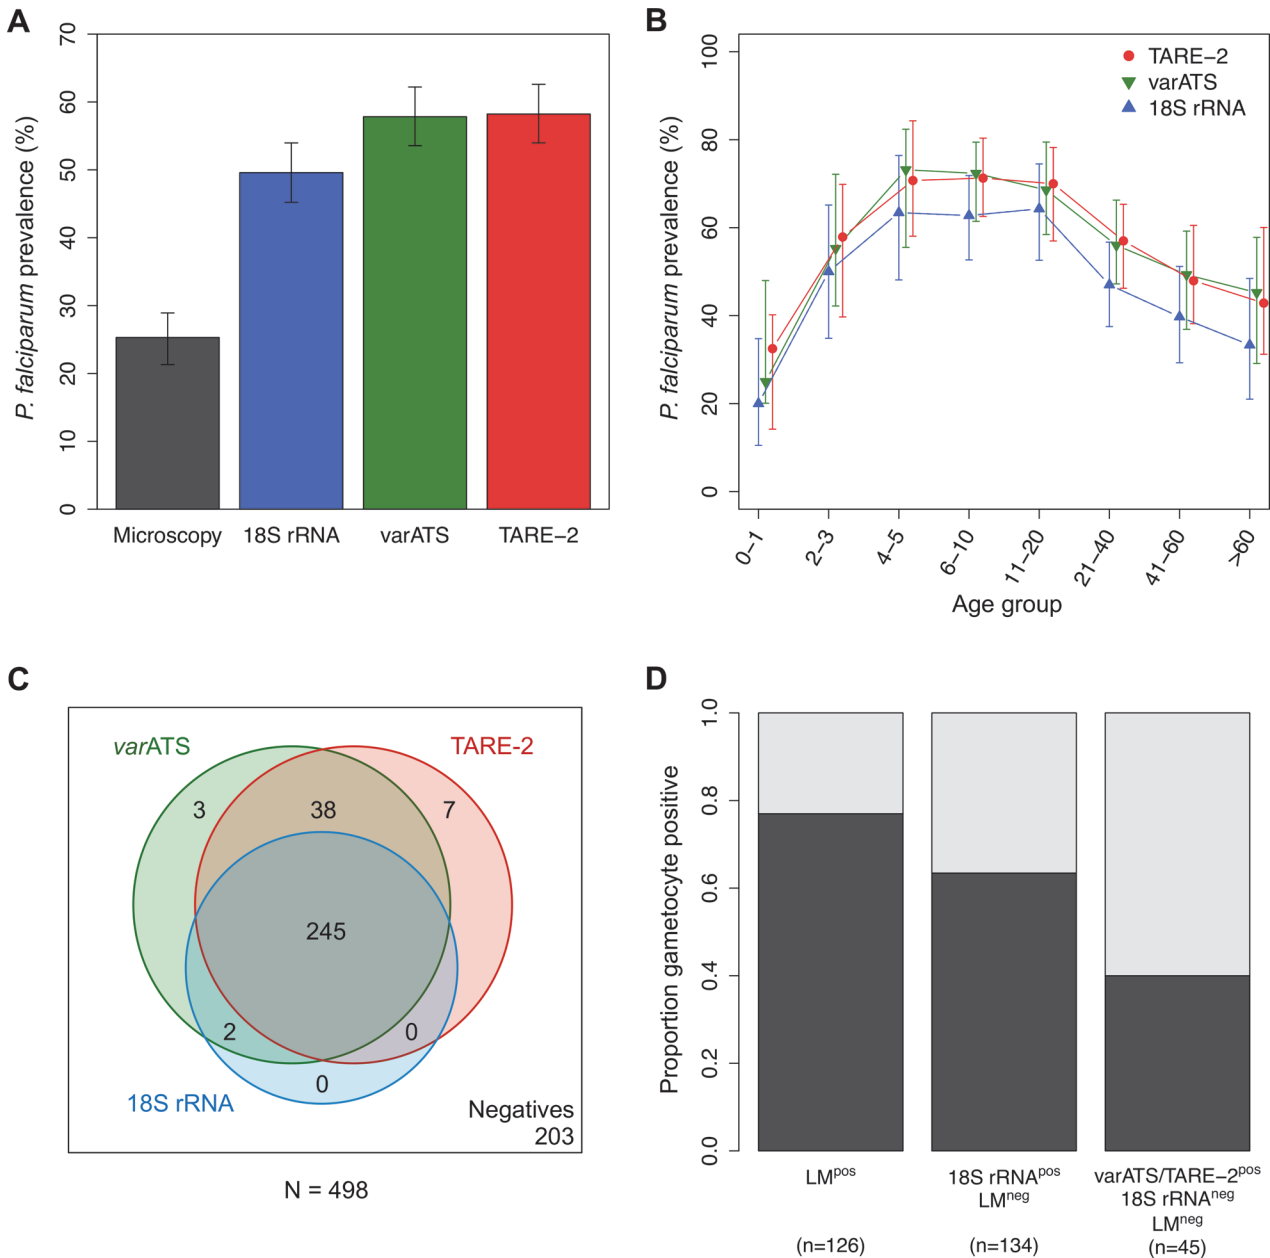 A
P. falciparum prevalence (%)
70
60
50
40
30
20
10
0
Microscopy 18S rRNA varATS TARE−2
B
P. falciparum prevalence (%)
100
80
60
40
20
0
TARE−2
varATS
18S rRNA
0−1 2−3 4−5 6−10 11−20 21−40 41−60 >60
Age group
C
varATS TARE-2
3 38 7
245
2 0
0
18S rRNA
Negatives
203
N = 498
D
Proportion gametocyte positive
1.0
0.8
0.6
0.4
0.2
0.0
LMpos
(n=126)
18S rRNApos
LMneg
(n=134)
varATS/TARE−2pos
18S rRNAneg
LMneg
(n=45)